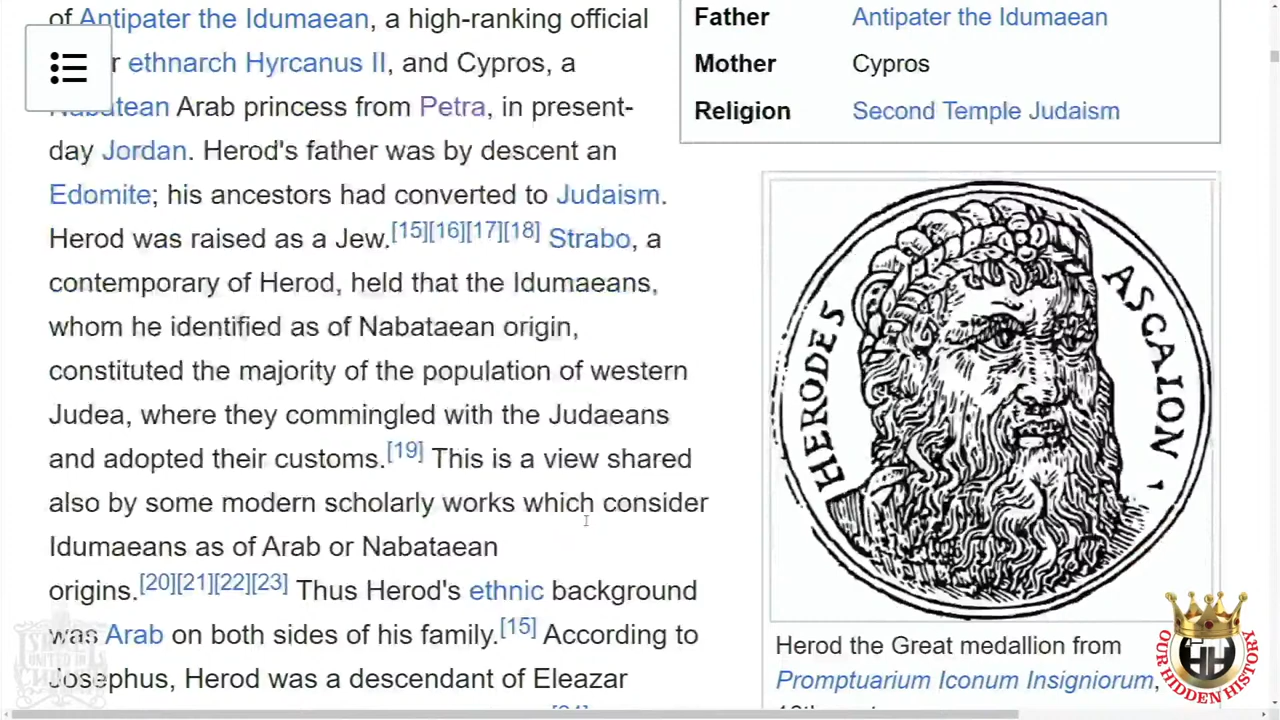 of Antipater the Idumaean, a high-ranking official
r ethnarch Hyrcanus II, and Cypros, a
Nabatean Arab princess from Petra, in present-
day Jordan. Herod's father was by descent an
Edomite; his ancestors had converted to Judaism.
Herod was raised as a Jew.[15][16][17][18] Strabo, a
contemporary of Herod, held that the Idumaeans,
whom he identified as of Nabataean origin,
constituted the majority of the population of western
Judea, where they commingled with the Judaeans
and adopted their customs.[19] This is a view shared
also by some modern scholarly works which consider
Idumaeans as of Arab or Nabataean
origins.[20][21][22][23] Thus Herod's ethnic background
was Arab on both sides of his family.[15] According to
Josephus, Herod was a descendant of Eleazar
Father Antipater the Idumaean
Mother Cypros
Religion Second Temple Judaism
HERODES ASCALON
Herod the Great medallion from
Promptuarium Iconum Insigniorum,
OUR HIDDEN HISTORY
HH